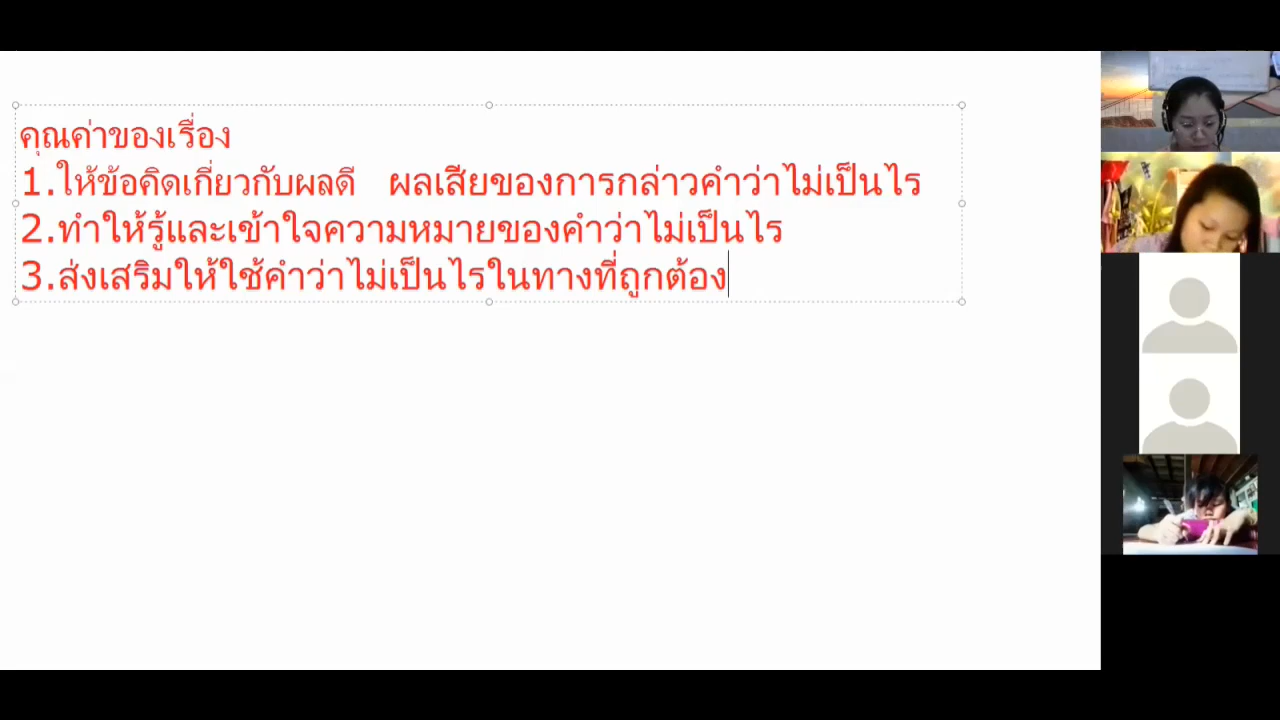 คุณค่าของเรื่อง
1.ให้ข้อคิดเกี่ยวกับผลดี   ผลเสียของการกล่าวคำว่าไม่เป็นไร
2.ทำให้รู้และเข้าใจความหมายของคำว่าไม่เป็นไร
3.ส่งเสริมให้ใช้คำว่าไม่เป็นไรในทางที่ถูกต้อง